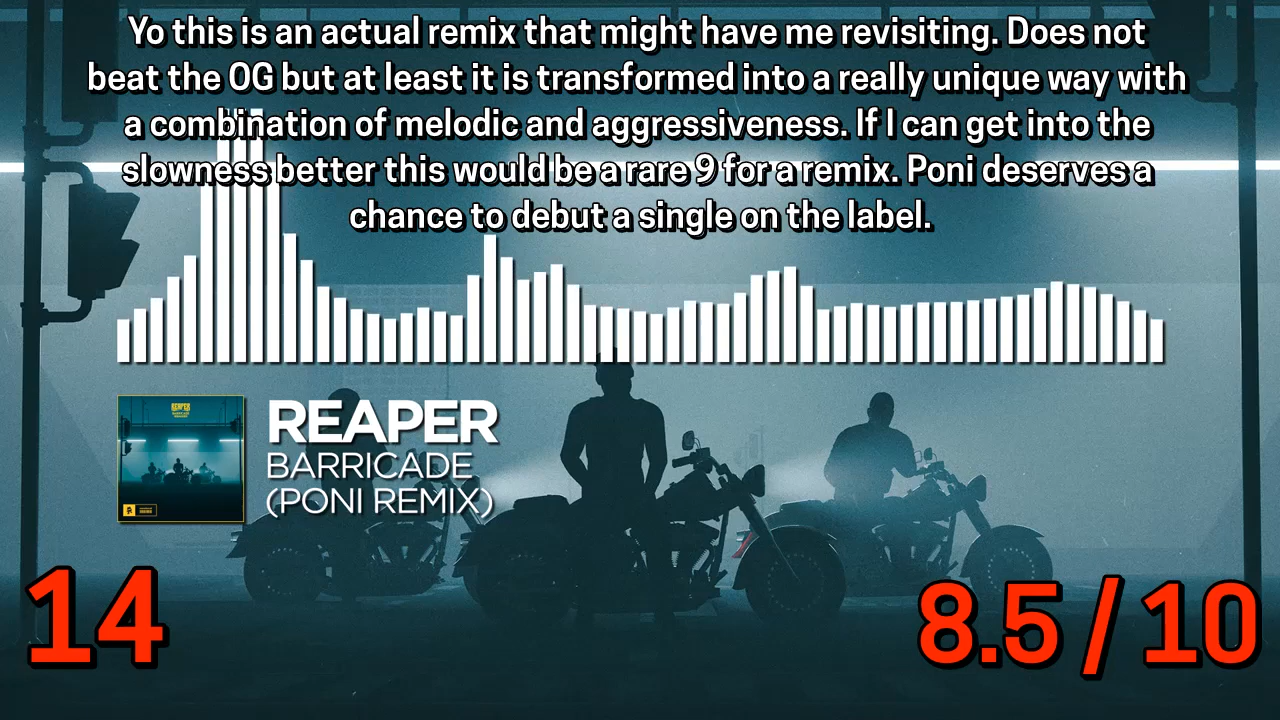 Yo this is an actual remix that might have me revisiting. Does not
beat the OG but at least it is transformed into a really unique way with
a combination of melodic and aggressiveness. If I can get into the
slowness better this would be a rare 9 for a remix. Poni deserves a
chance to debut a single on the label.
REAPER
REAPER
BARRICADE
(PONI REMIX)
14
8.5 / 10